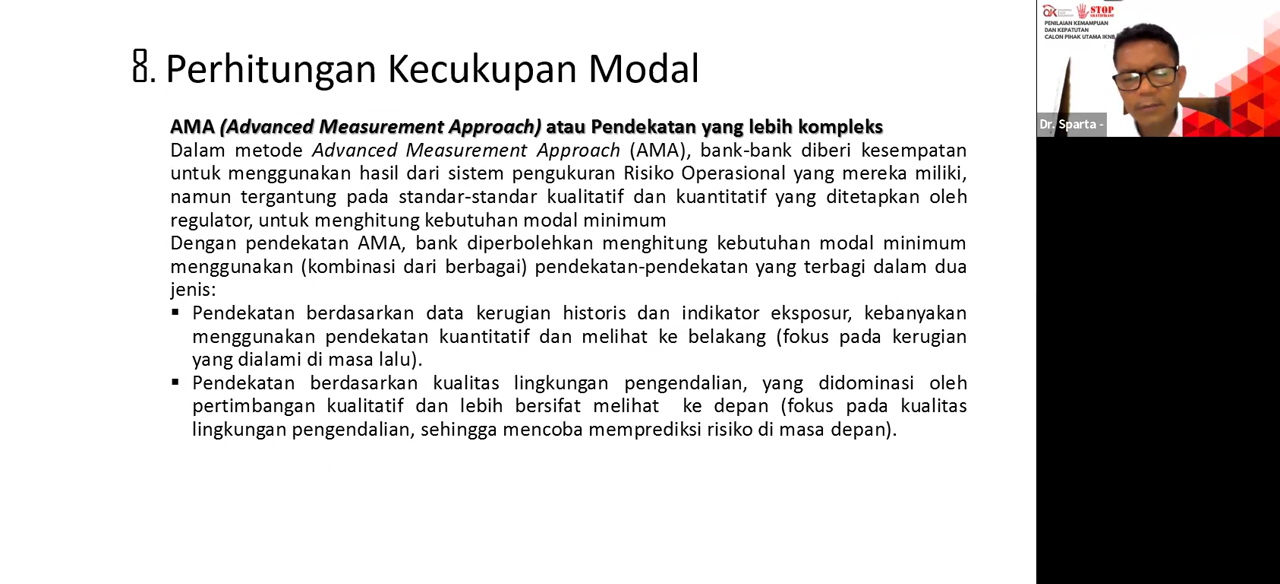 8. Perhitungan Kecukupan Modal
AMA (Advanced Measurement Approach) atau Pendekatan yang lebih kompleks
Dalam metode Advanced Measurement Approach (AMA), bank-bank diberi kesempatan
untuk menggunakan hasil dari sistem pengukuran Risiko Operasional yang mereka miliki,
namun tergantung pada standar-standar kualitatif dan kuantitatif yang ditetapkan oleh
regulator, untuk menghitung kebutuhan modal minimum
Dengan pendekatan AMA, bank diperbolehkan menghitung kebutuhan modal minimum
menggunakan (kombinasi dari berbagai) pendekatan-pendekatan yang terbagi dalam dua
jenis:
▪ Pendekatan berdasarkan data kerugian historis dan indikator eksposur, kebanyakan
menggunakan pendekatan kuantitatif dan melihat ke belakang (fokus pada kerugian
yang dialami di masa lalu).
▪ Pendekatan berdasarkan kualitas lingkungan pengendalian, yang didominasi oleh
pertimbangan kualitatif dan lebih bersifat melihat ke depan (fokus pada kualitas
lingkungan pengendalian, sehingga mencoba memprediksi risiko di masa depan).
STOP
PENILAIAN KEMAMPUAN
DAN KEPATUTAN
CALON PIHAK UTAMA IKNB
Dr. Sparta -